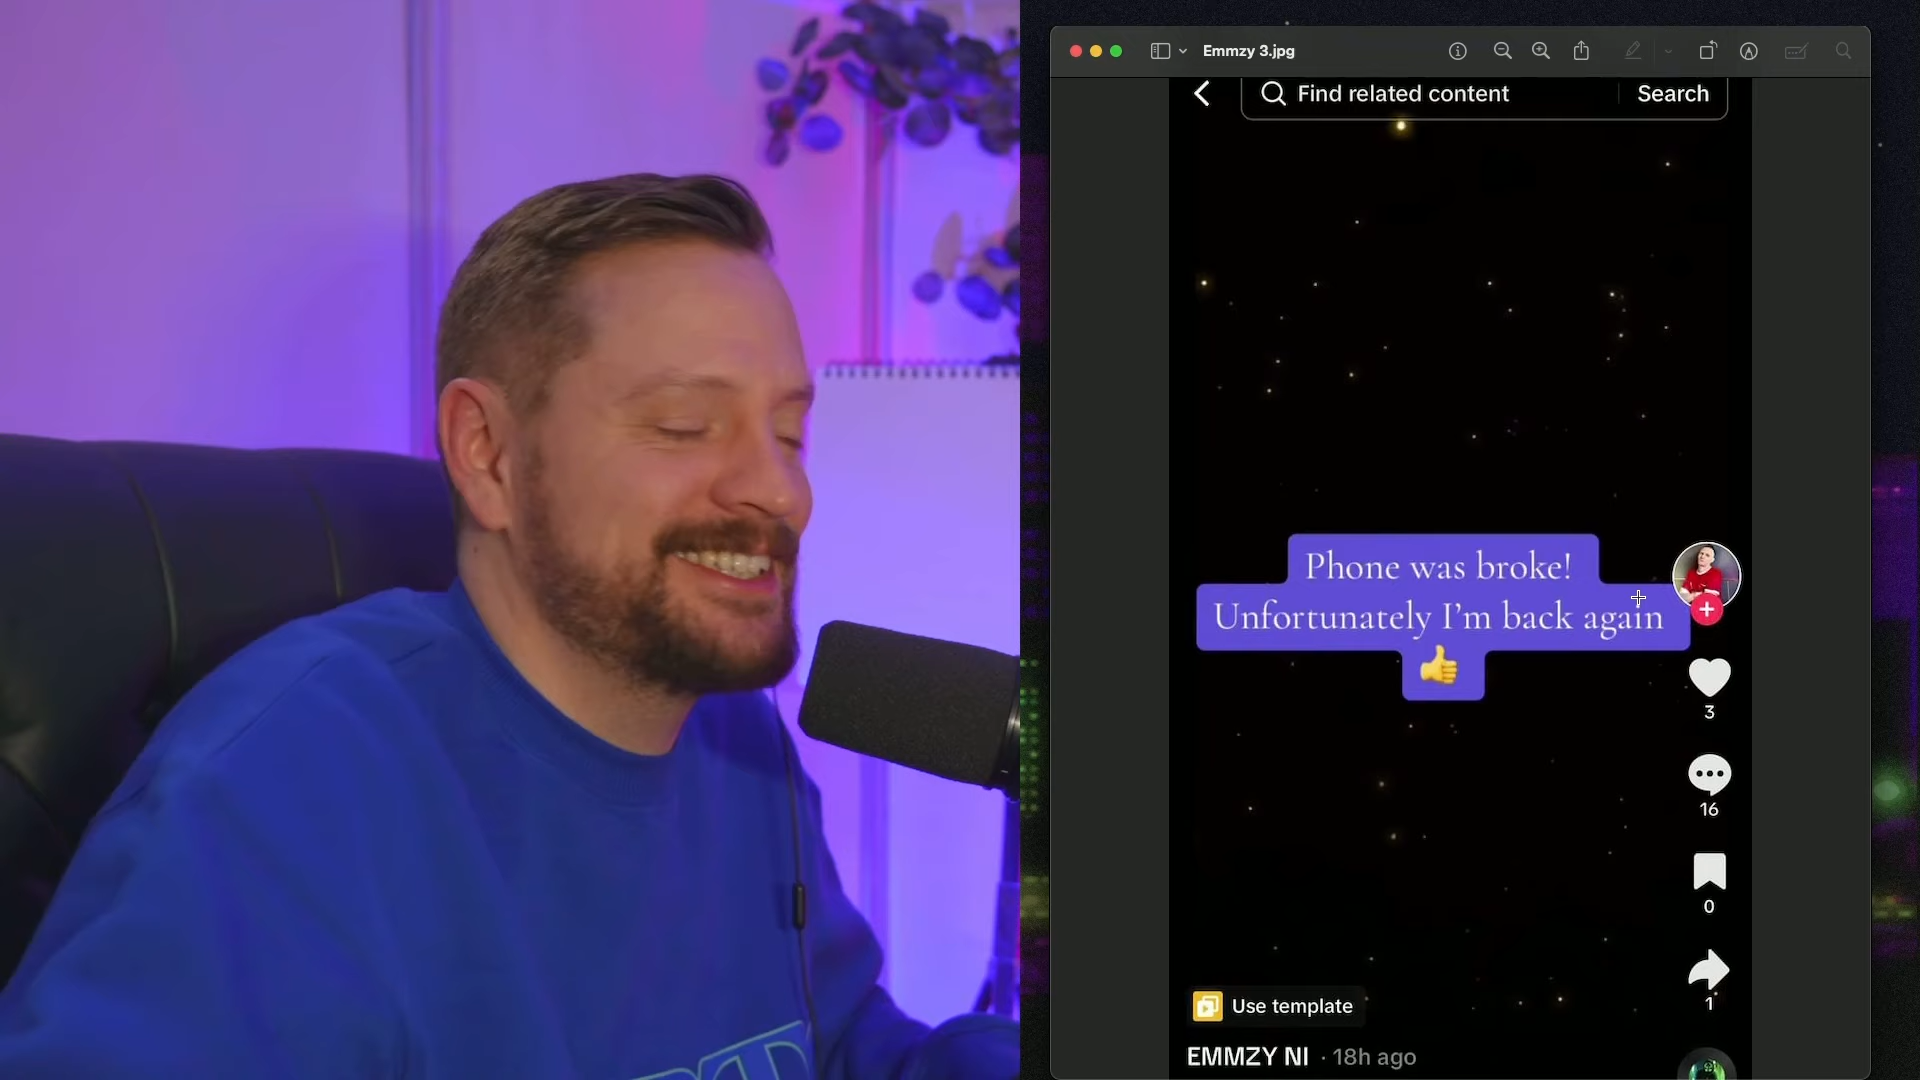 Emmzy 3.jpg
Find related content
Search
Phone was broke!
Unfortunately I'm back again
👍
3
16
0
1
Use template
EMMZY NI · 18h ago